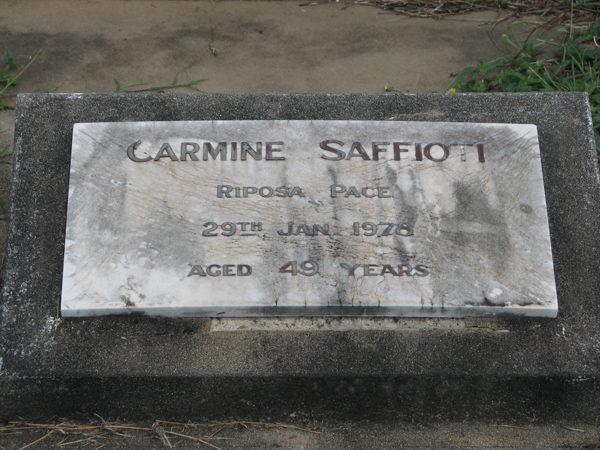 CARMINE SAFFIOTI
RIPOSA PACE
29TH JAN. 1978
AGED 49 YEARS